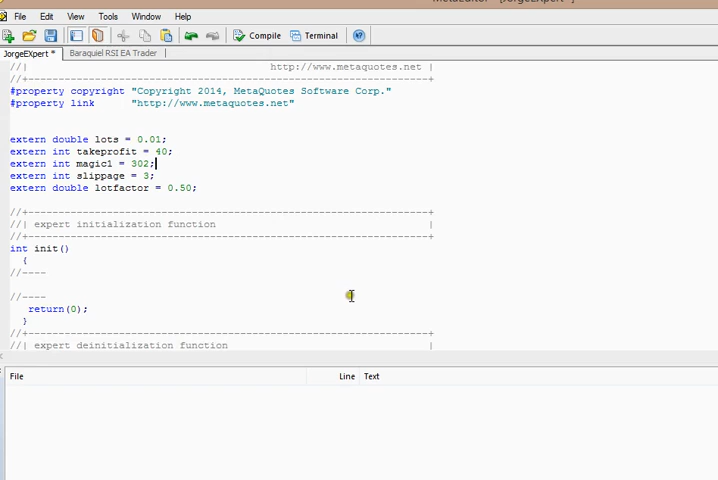 File Edit View Tools Window Help
Compile Terminal
JorgeEXpert * Baraquiel RSI EA Trader
//| http://www.metaquotes.net |
//+------------------------------------------------------------------+
#property copyright "Copyright 2014, MetaQuotes Software Corp."
#property link "http://www.metaquotes.net"
extern double lots = 0.01;
extern int takeprofit = 40;
extern int magic1 = 302;
extern int slippage = 3;
extern double lotfactor = 0.50;
//+------------------------------------------------------------------+
//| expert initialization function |
//+------------------------------------------------------------------+
int init()
{
//----
//----
return(0);
}
//+------------------------------------------------------------------+
//| expert deinitialization function |
File Line Text